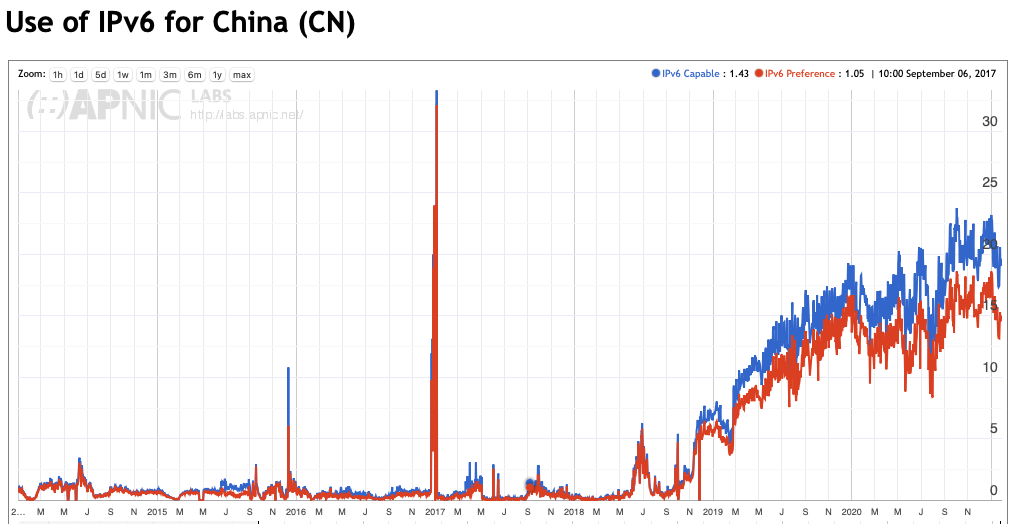 Use of IPv6 for China (CN)
Zoom: 1h 1d 5d 1w 1m 3m 6m 1y max
IPv6 Capable : 1.43 IPv6 Preference : 1.05 | 10:00 September 06, 2017
(::)APNIC LABS
http://labs.apnic.net/
30
25
20
15
10
5
0
2... M M J S N 2015 M M J S N 2016 M M J S N 2017 M M J S N 2018 M M J S N 2019 M M J S N 2020 M M J S N